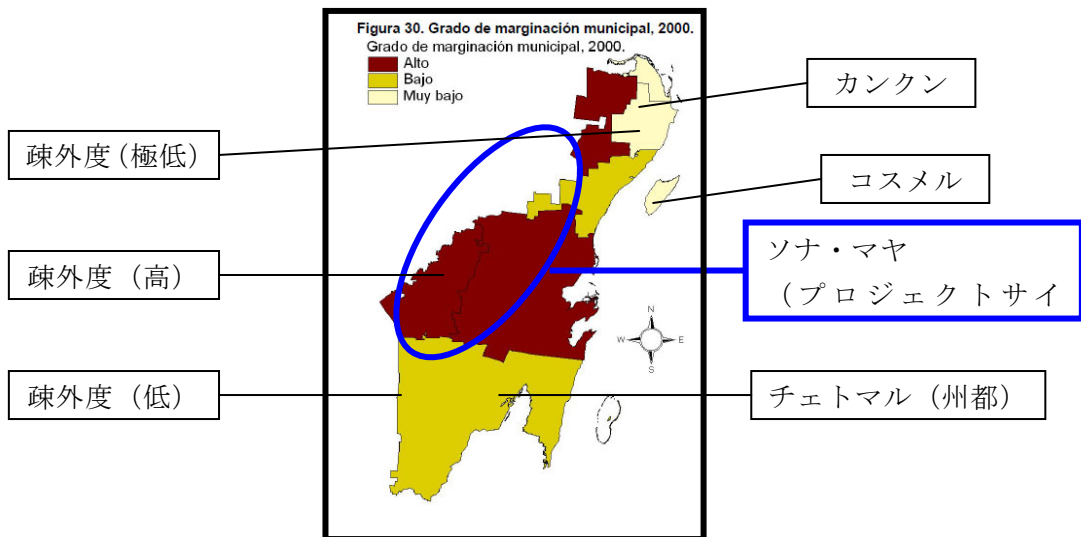 Figura 30. Grado de marginación municipal, 2000.
Grado de marginación municipal, 2000.
Alto
Bajo
Muy bajo
カンクン
疎外度（極低）
コスメル
ソナ・マヤ
（プロジェクトサイ
疎外度（高）
N
W
E
S
疎外度（低）
チェトマル（州都）